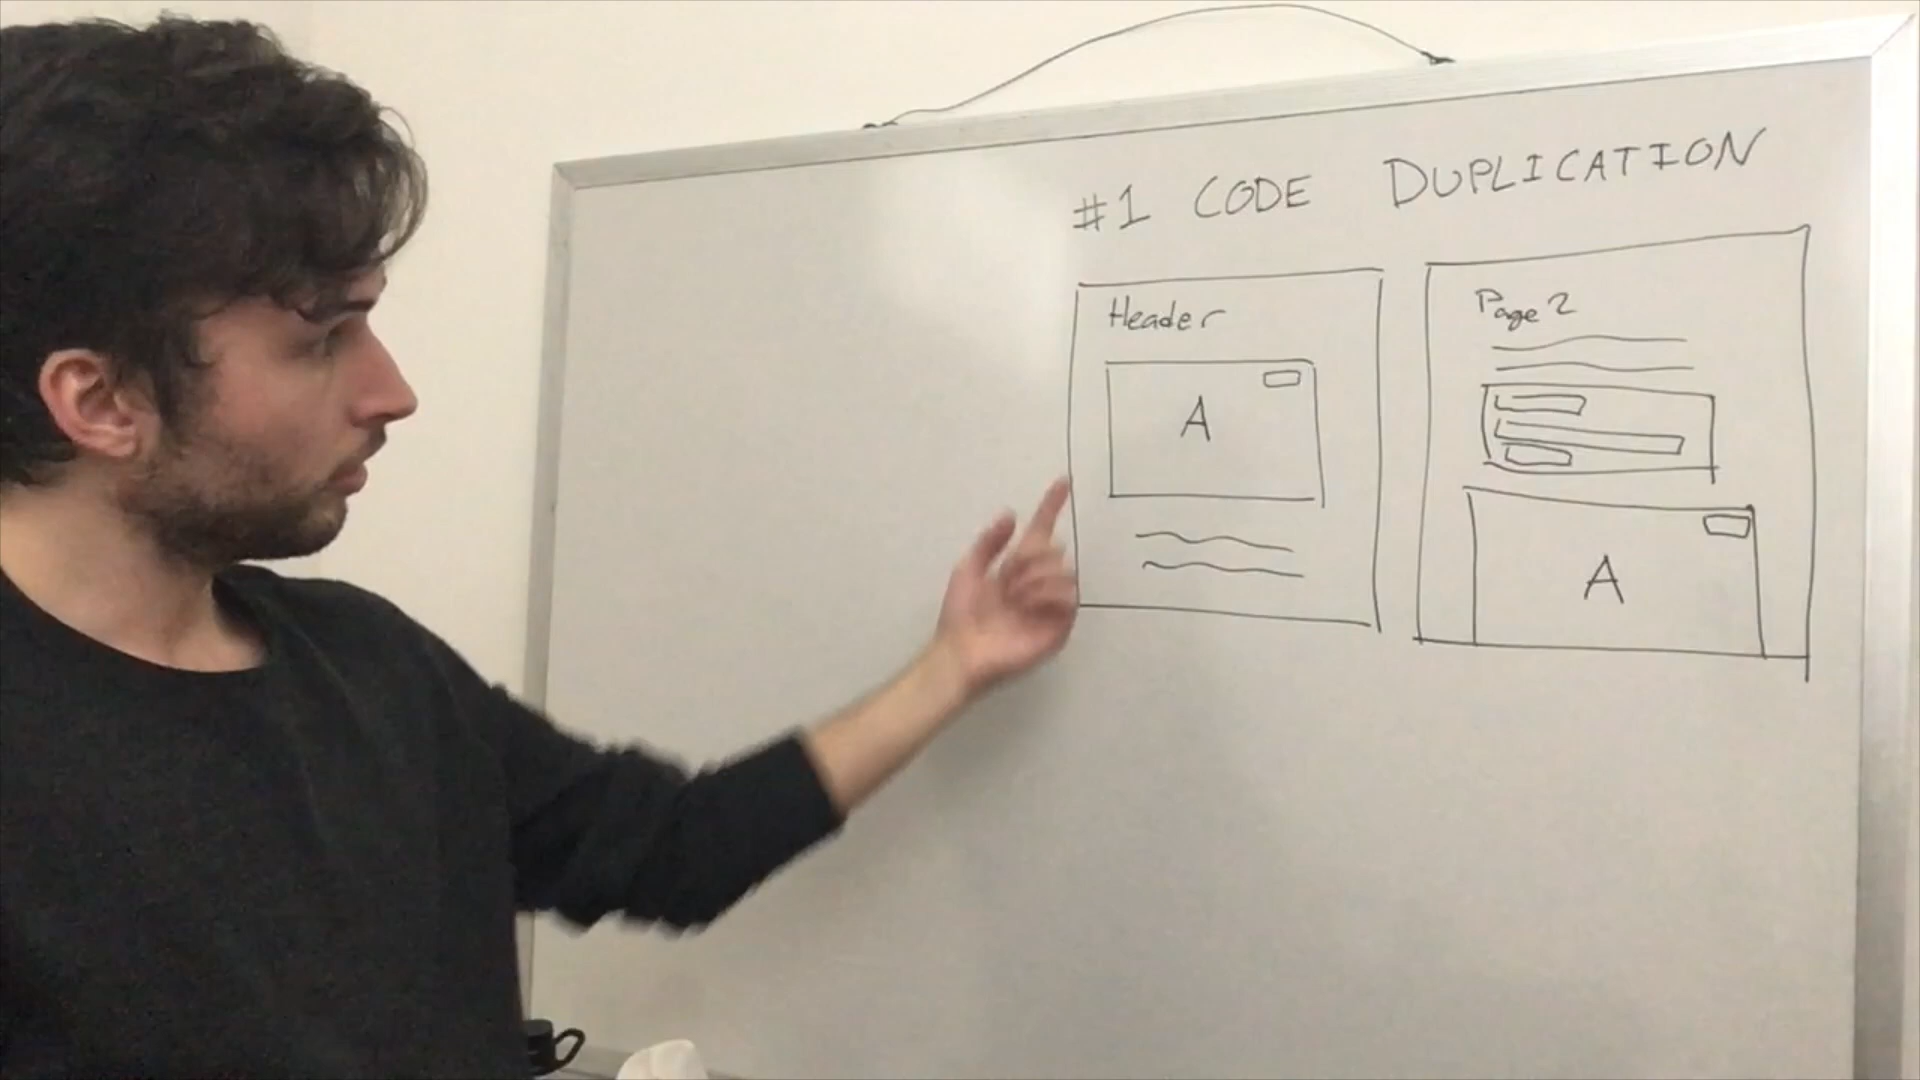 #1 CODE DUPLICATION
Header
A
Page 2
A